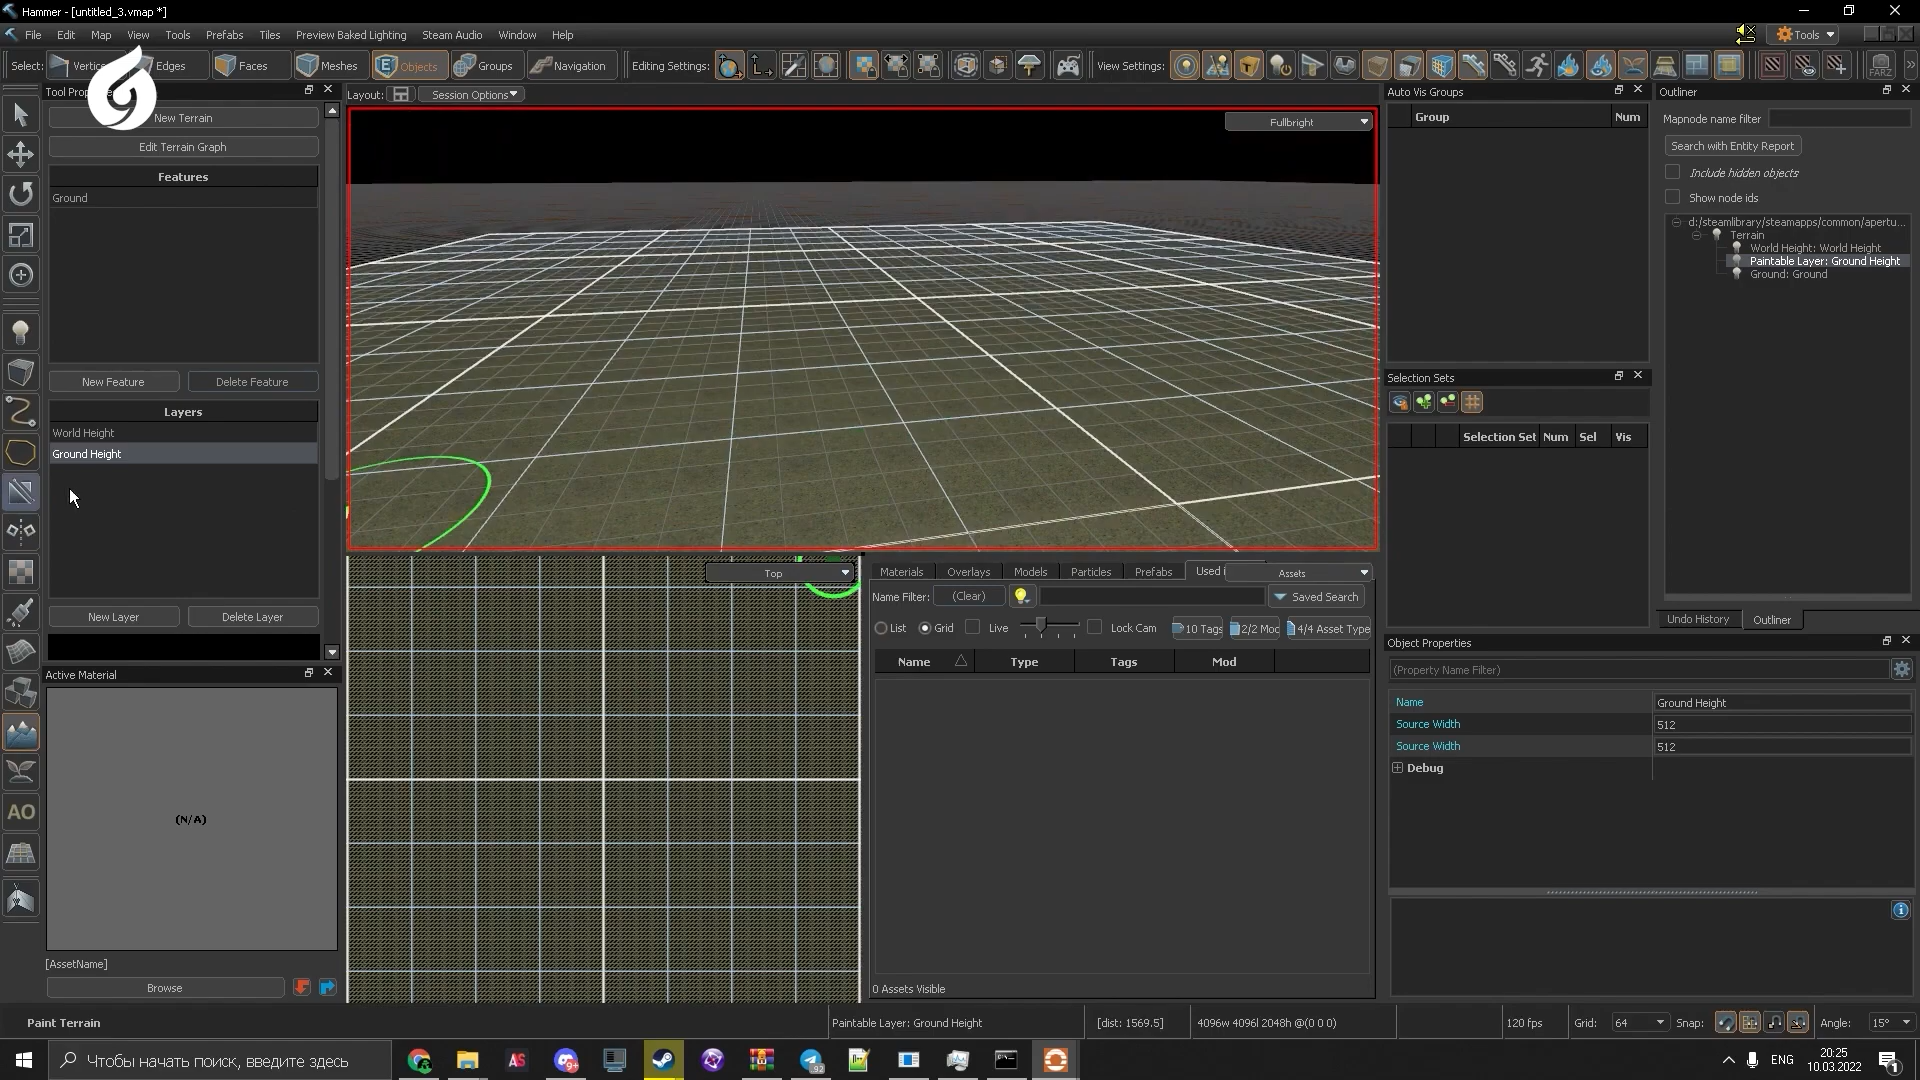 Hammer - [untitled_3.vmap *]
File Edit Map View Tools Prefabs Tiles Preview Baked Lighting Steam Audio Window Help
Tools
Select: Edges Faces Meshes Objects Groups Navigation Editing Settings: View Settings: FARZ
Layout: Session Options
New Terrain
Edit Terrain Graph
Features
Ground
New Feature Delete Feature
Layers
World Height
Ground Height
New Layer Delete Layer
Active Material
(N/A)
[AssetName]
Browse
AO
Fullbright
Top
Materials Overlays Models Particles Prefabs Used Assets
Name Filter: (Clear) Saved Search
List Grid Live Lock Cam 10 Tags 2/2 Mod 4/4 Asset Type
Name Type Tags Mod
0 Assets Visible
Auto Vis Groups
Group Num
Selection Sets
Selection Set Num Sel Vis
Outliner
Mapnode name filter
Search with Entity Report
Include hidden objects
Show node ids
d:/steamlibrary/steamapps/common/apertu...
Terrain
World Height: World Height
Paintable Layer: Ground Height
Ground: Ground
Undo History Outliner
Object Properties
(Property Name Filter)
Name Ground Height
Source Width 512
Source Width 512
Debug
Paint Terrain Paintable Layer: Ground Height [dist: 1569.5] 4096w 4096l 2048h @(0 0 0) 120 fps Grid: 64 Snap: Angle: 15°
Чтобы начать поиск, введите здесь
AS
ENG
20:25
10.03.2022